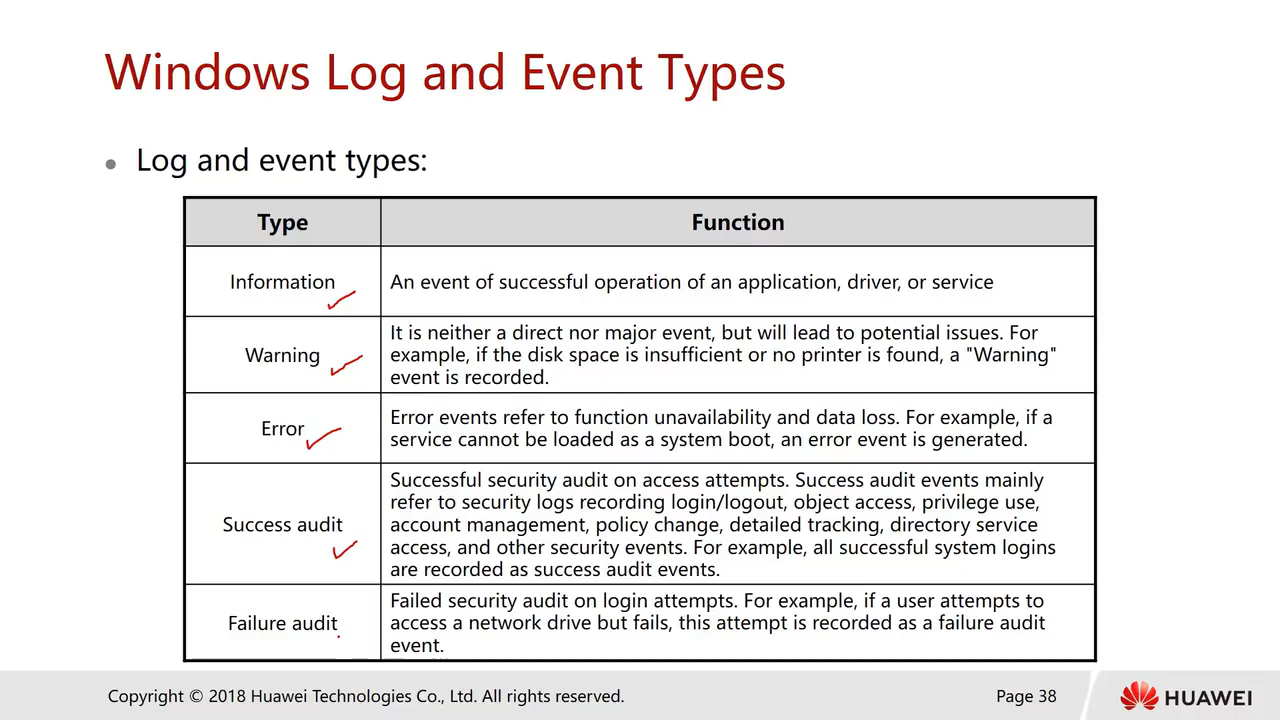 Windows Log and Event Types
• Log and event types:
Type
Function
Information
An event of successful operation of an application, driver, or service
Warning
It is neither a direct nor major event, but will lead to potential issues. For
example, if the disk space is insufficient or no printer is found, a "Warning"
event is recorded.
Error
Error events refer to function unavailability and data loss. For example, if a
service cannot be loaded as a system boot, an error event is generated.
Success audit
Successful security audit on access attempts. Success audit events mainly
refer to security logs recording login/logout, object access, privilege use,
account management, policy change, detailed tracking, directory service
access, and other security events. For example, all successful system logins
are recorded as success audit events.
Failure audit
Failed security audit on login attempts. For example, if a user attempts to
access a network drive but fails, this attempt is recorded as a failure audit
event.
Copyright © 2018 Huawei Technologies Co., Ltd. All rights reserved.
Page 38
HUAWEI